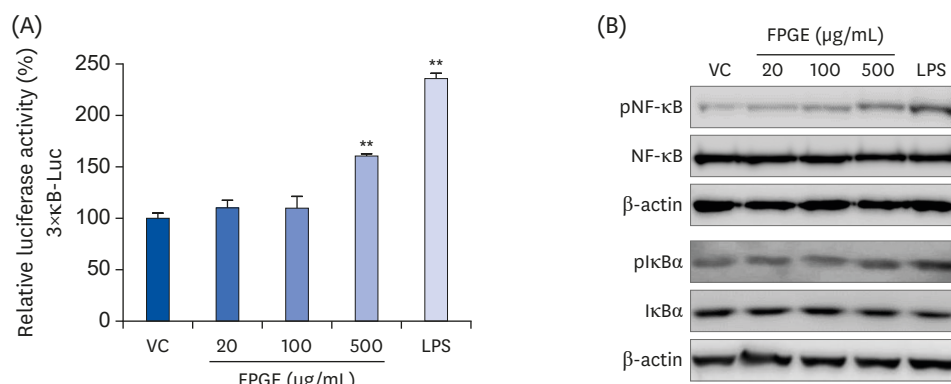 (A)
Relative luciferase activity (%)
3×κB-Luc
250
200
150
100
50
0
**
**
VC
20
100
500
LPS
FPGE (μg/mL)
(B)
FPGE (μg/mL)
VC 20 100 500 LPS
pNF-κB
NF-κB
β-actin
pIκBα
IκBα
β-actin